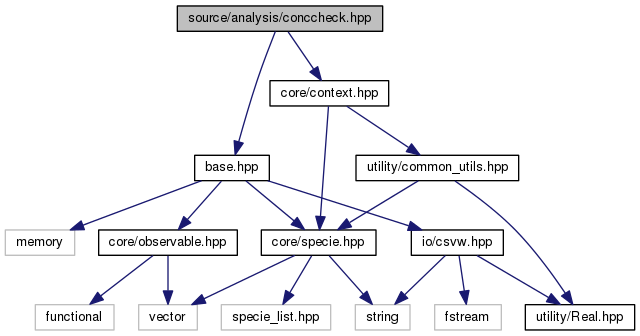 source/analysis/conccheck.hpp
core/context.hpp
base.hpp
utility/common_utils.hpp
memory
core/observable.hpp
core/specie.hpp
io/csvw.hpp
functional
vector
specie_list.hpp
string
fstream
utility/Real.hpp